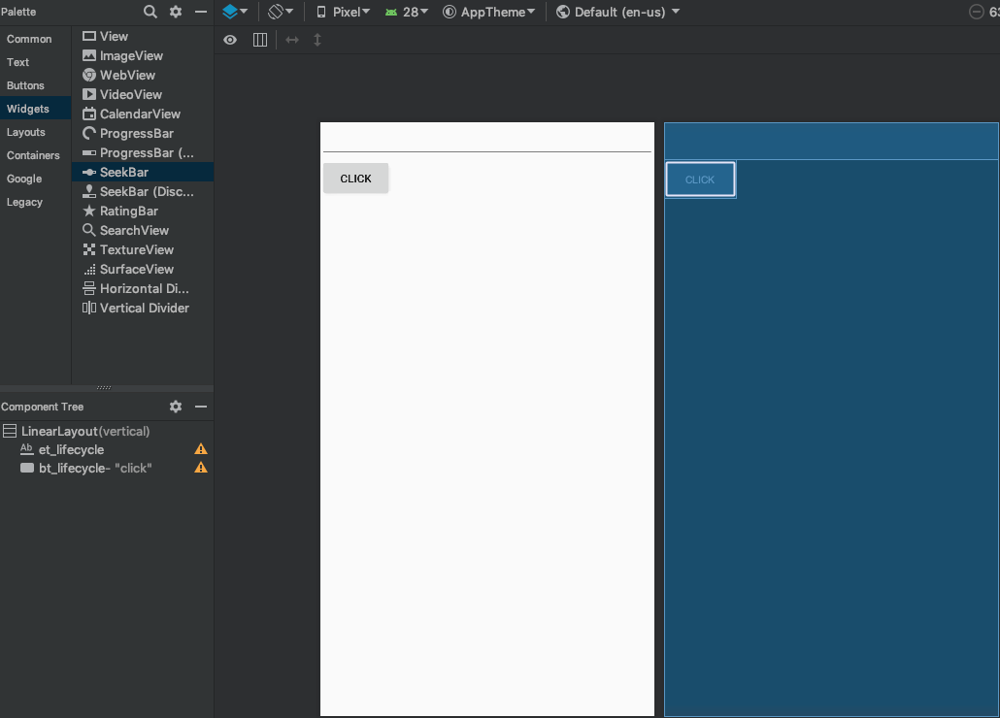 Palette
Pixel
28
AppTheme
Default (en-us)
63
Common
Text
Buttons
Widgets
Layouts
Containers
Google
Legacy
View
ImageView
WebView
VideoView
CalendarView
ProgressBar
ProgressBar (...
SeekBar
SeekBar (Disc...
RatingBar
SearchView
TextureView
SurfaceView
Horizontal Di...
Vertical Divider
Component Tree
LinearLayout(vertical)
Ab et_lifecycle
bt_lifecycle- "click"
CLICK
CLICK